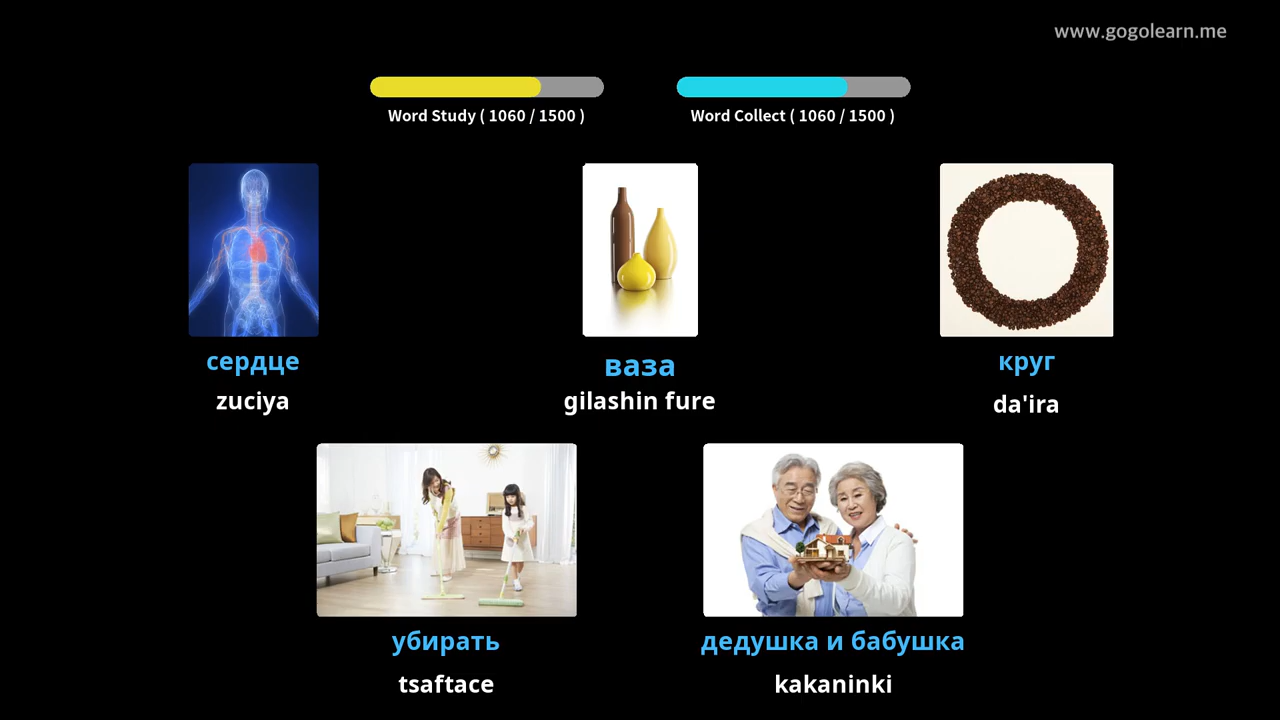 www.gogolearn.me
Word Study ( 1060 / 1500 )
Word Collect ( 1060 / 1500 )
сердце
ваза
круг
zuciya
gilashin fure
da'ira
убирать
дедушка и бабушка
tsaftace
kakaninki